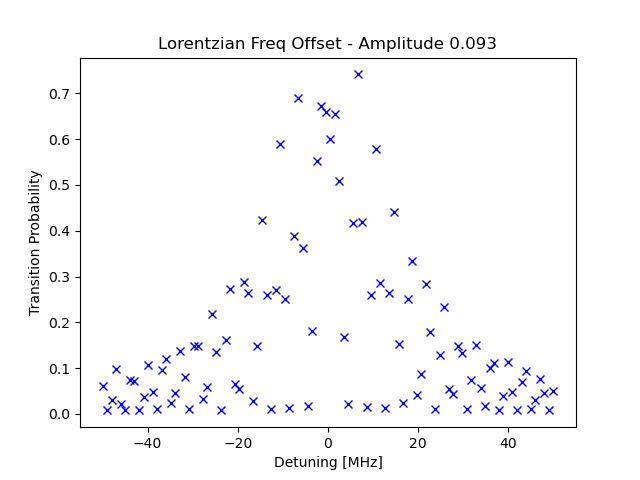 Lorentzian Freq Offset - Amplitude 0.093
Transition Probability
0.7
0.6
0.5
0.4
0.3
0.2
0.1
0.0
−40 −20 0 20 40
Detuning [MHz]